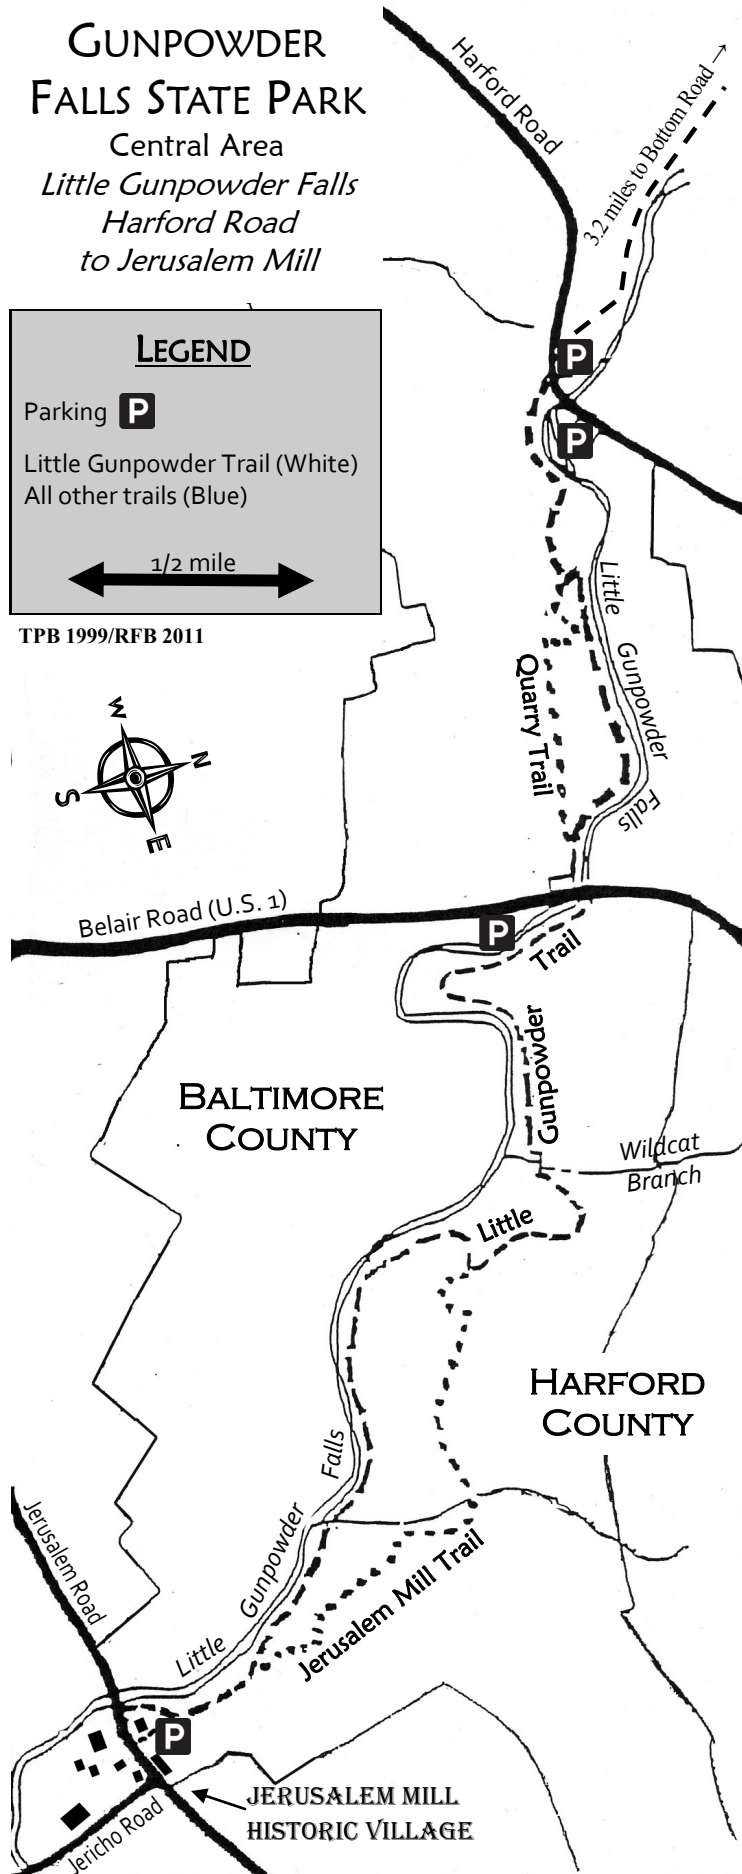 GUNPOWDER
FALLS STATE PARK
Central Area
Little Gunpowder Falls
Harford Road
to Jerusalem Mill
Harford Road
3.2 miles to Bottom Road →
LEGEND
Parking P
Little Gunpowder Trail (White)
All other trails (Blue)
1/2 mile
TPB 1999/RFB 2011
P
P
Little
Gunpowder
Falls
Quarry Trail
W
N
S
E
Belair Road (U.S. 1)
P
Trail
Gunpowder
Little
BALTIMORE
COUNTY
Wildcat
Branch
HARFORD
COUNTY
Falls
Gunpowder
Little
Jerusalem Road
Jerusalem Mill Trail
P
JERUSALEM MILL
HISTORIC VILLAGE
Jericho Road